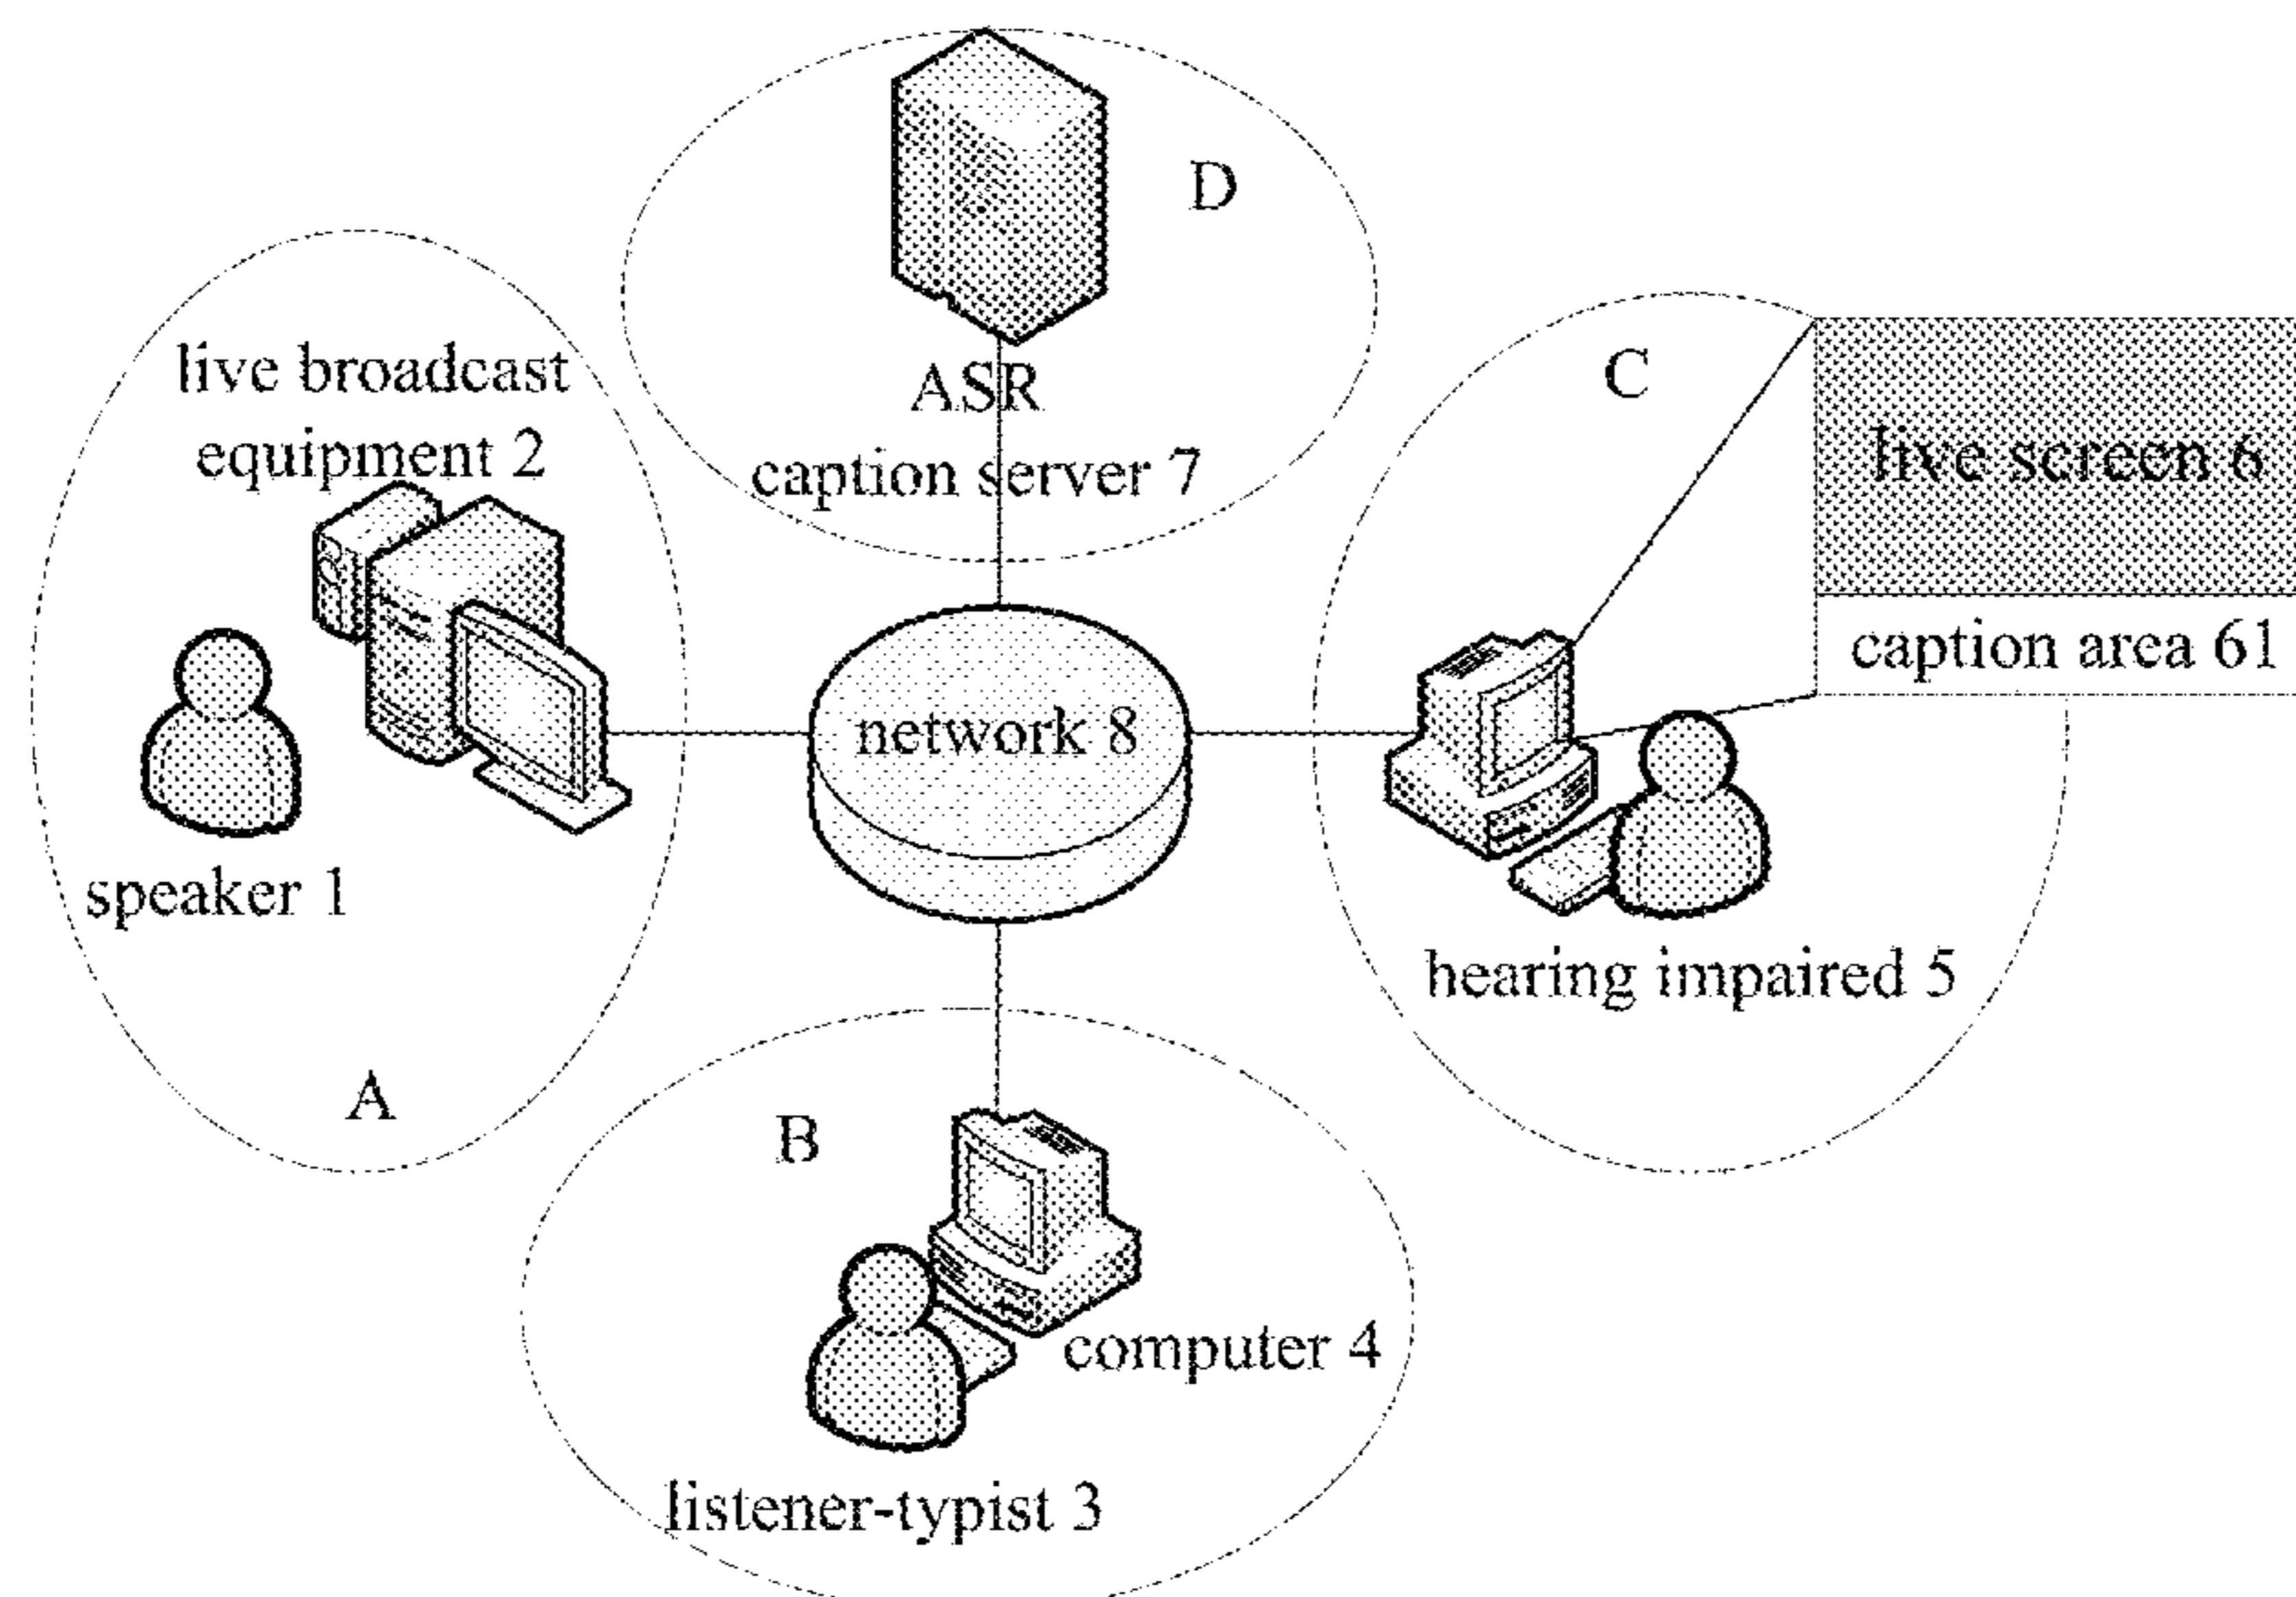 D
live broadcast
equipment 2
ASR
caption server 7
C
live screen 6
caption area 61
network 8
speaker 1
hearing impaired 5
A
B
computer 4
listener-typist 3